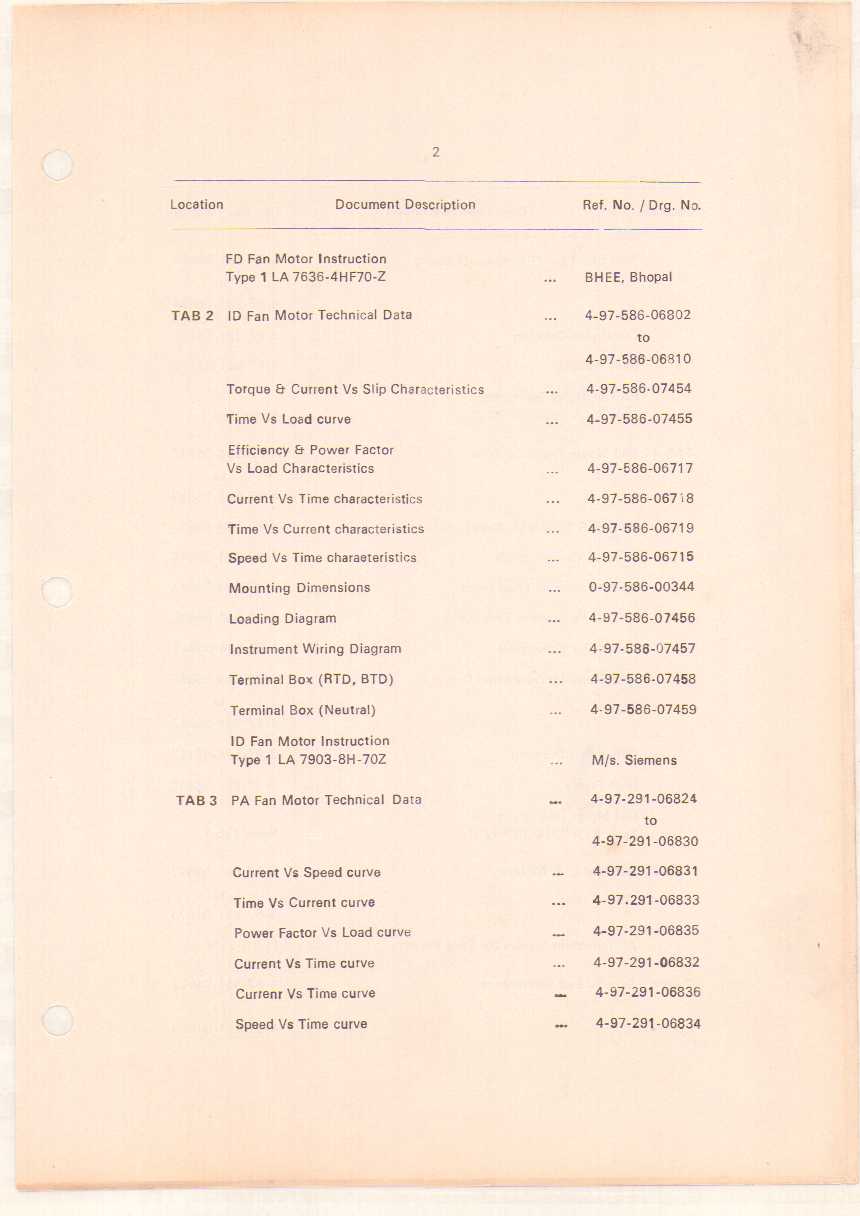 2
Location Document Description Ref. No. / Drg. No.
FD Fan Motor Instruction
Type 1 LA 7636-4HF70-Z ... BHEE, Bhopal
TAB 2 ID Fan Motor Technical Data ... 4-97-586-06802
to
4-97-586-06810
Torque & Current Vs Slip Characteristics ... 4-97-586-07454
Time Vs Load curve ... 4-97-586-07455
Efficiency & Power Factor
Vs Load Characteristics ... 4-97-586-06717
Current Vs Time characteristics ... 4-97-586-06718
Time Vs Current characteristics ... 4-97-586-06719
Speed Vs Time charaeteristics ... 4-97-586-06715
Mounting Dimensions ... 0-97-586-00344
Loading Diagram ... 4-97-586-07456
Instrument Wiring Diagram ... 4-97-586-07457
Terminal Box (RTD, BTD) ... 4-97-586-07458
Terminal Box (Neutral) ... 4-97-586-07459
ID Fan Motor Instruction
Type 1 LA 7903-8H-70Z ... M/s. Siemens
TAB 3 PA Fan Motor Technical Data ... 4-97-291-06824
to
4-97-291-06830
Current Vs Speed curve ... 4-97-291-06831
Time Vs Current curve ... 4-97.291-06833
Power Factor Vs Load curve ... 4-97-291-06835
Current Vs Time curve ... 4-97-291-06832
Currenr Vs Time curve ... 4-97-291-06836
Speed Vs Time curve ... 4-97-291-06834